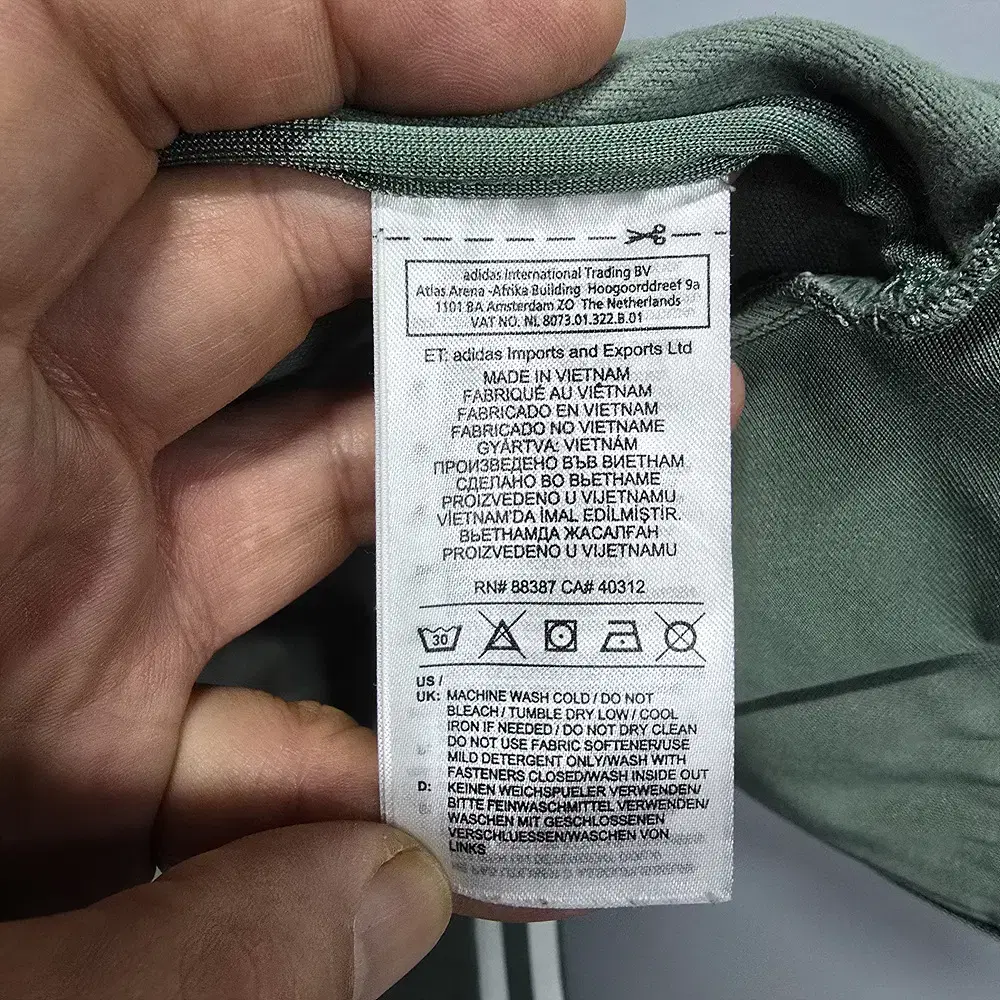 adidas International Trading BV
Atlas Arena -Afrika Building Hoogoorddreef 9a
1101 BA Amsterdam ZO The Netherlands
VAT NO. NL 8073.01.322.B.01
ET: adidas Imports and Exports Ltd
MADE IN VIETNAM
FABRIQUÉ AU VIÊTNAM
FABRICADO EN VIETNAM
FABRICADO NO VIETNAME
GYÁRTVA: VIETNÁM
ПРОИЗВЕДЕНО ВЪВ ВИЕТНАМ
СДЕЛАНО ВО ВЬЕТНАМЕ
PROIZVEDENO U VIJETNAMU
VİETNAM'DA İMAL EDİLMİŞTİR.
ВЬЕТНАМДА ЖАСАЛҒАН
PROIZVEDENO U VIJETNAMU
RN# 88387 CA# 40312
30
US /
UK: MACHINE WASH COLD / DO NOT
BLEACH / TUMBLE DRY LOW / COOL
IRON IF NEEDED / DO NOT DRY CLEAN
DO NOT USE FABRIC SOFTENER/USE
MILD DETERGENT ONLY/WASH WITH
FASTENERS CLOSED/WASH INSIDE OUT
D: KEINEN WEICHSPUELER VERWENDEN/
BITTE FEINWASCHMITTEL VERWENDEN/
WASCHEN MIT GESCHLOSSENEN
VERSCHLUESSEN/WASCHEN VON
LINKS